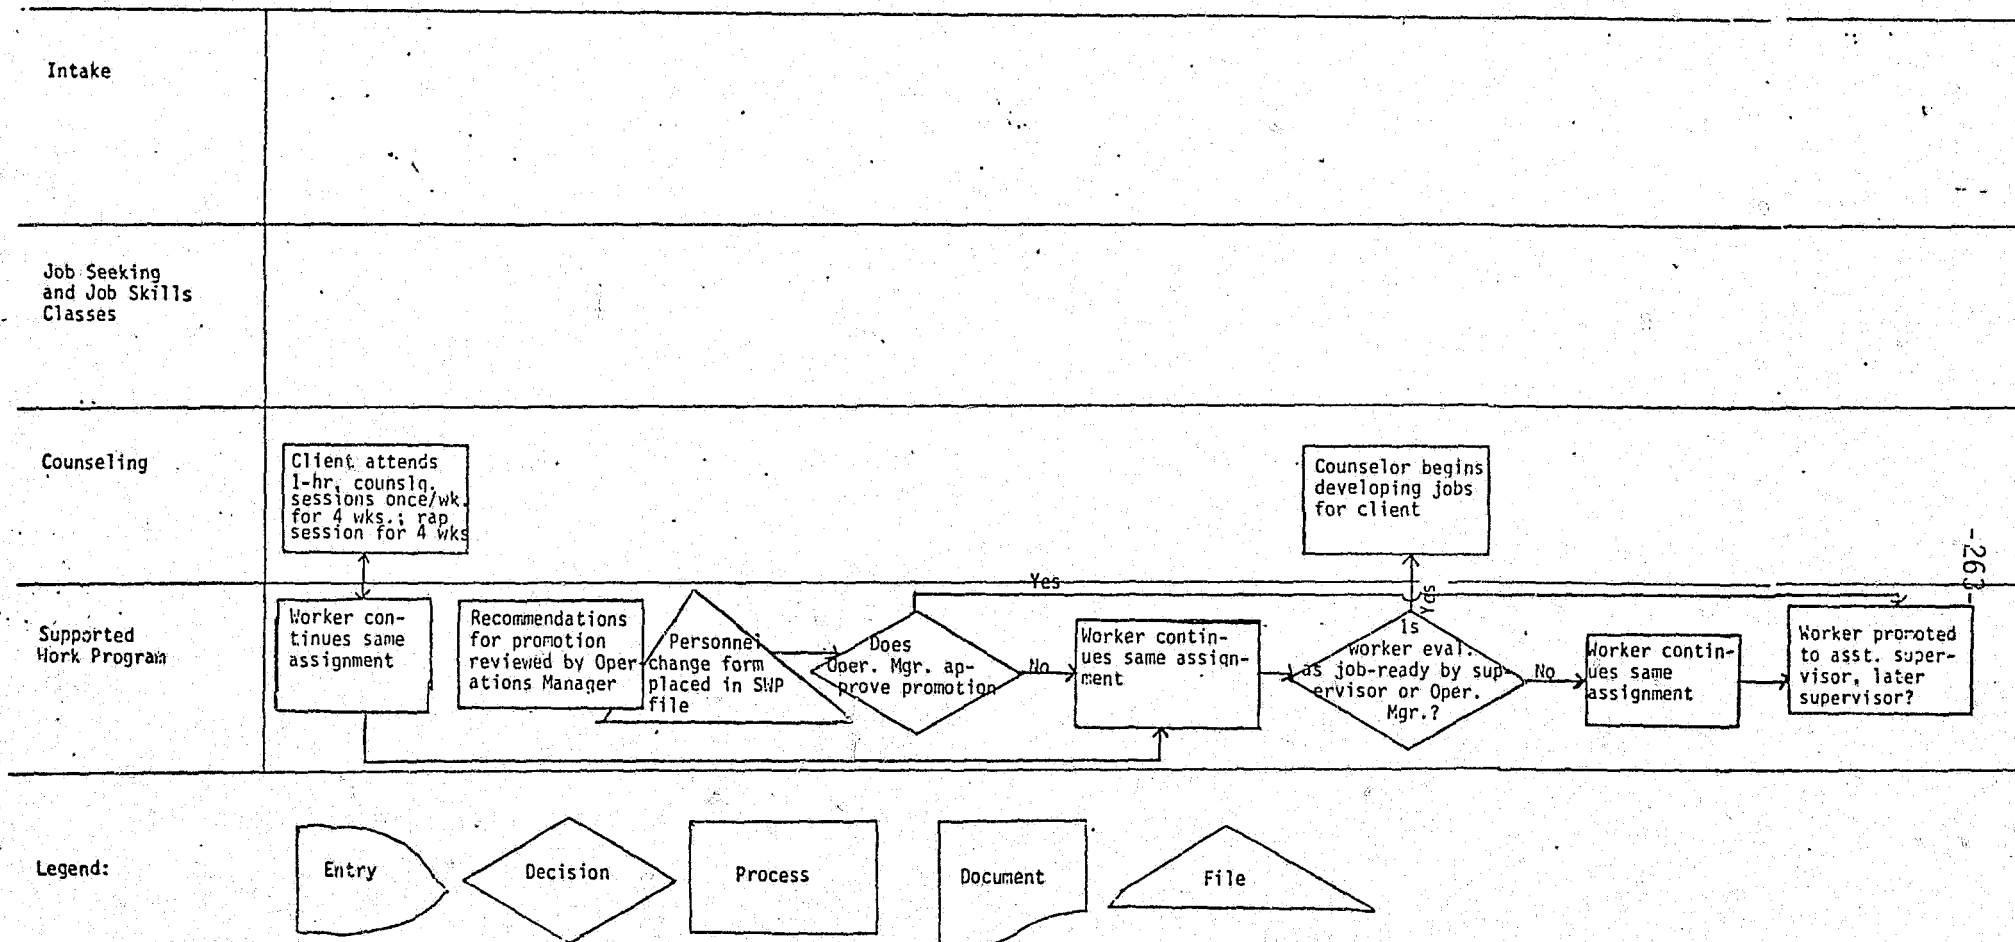 Intake
Job Seeking
and Job Skills
Classes
Counseling
Client attends
1-hr. counslg.
sessions once/wk.
for 4 wks.; rap
session for 4 wks
Counselor begins
developing jobs
for client
-263-
Supported
Work Program
Worker con-
tinues same
assignment
Recommendations
for promotion
reviewed by Oper-
ations Manager
Personnel
change form
placed in SWP
file
Does
Oper. Mgr. ap-
prove promotion
Yes
No
Worker contin-
ues same assign-
ment
Yes
Is
worker eval.
as job-ready by sup-
ervisor or Oper.
Mgr.?
No
Worker contin-
ues same
assignment
Worker promoted
to asst. super-
visor, later
supervisor?
Legend:
Entry
Decision
Process
Document
File